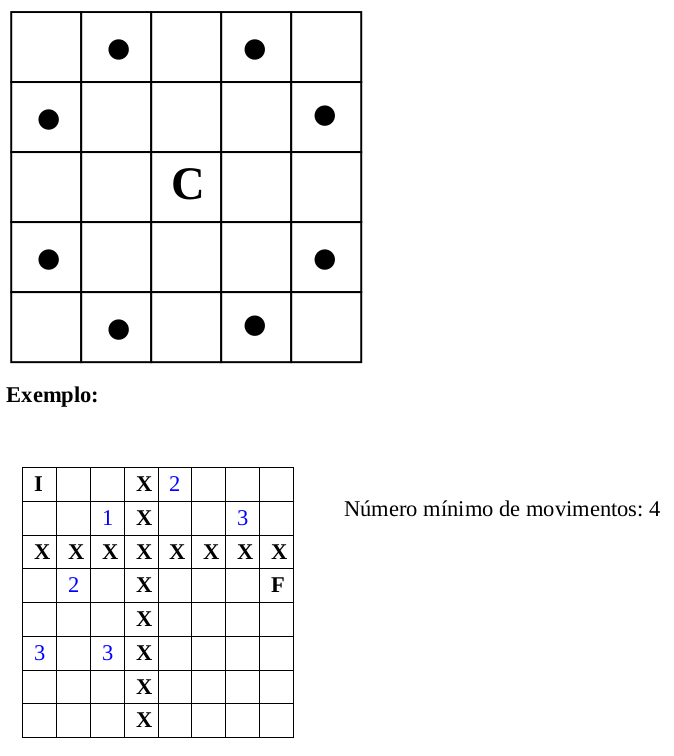 C
Exemplo:
I X 2
1 X 3
Número mínimo de movimentos: 4
X X X X X X X X
2 X F
X
3 3 X
X
X